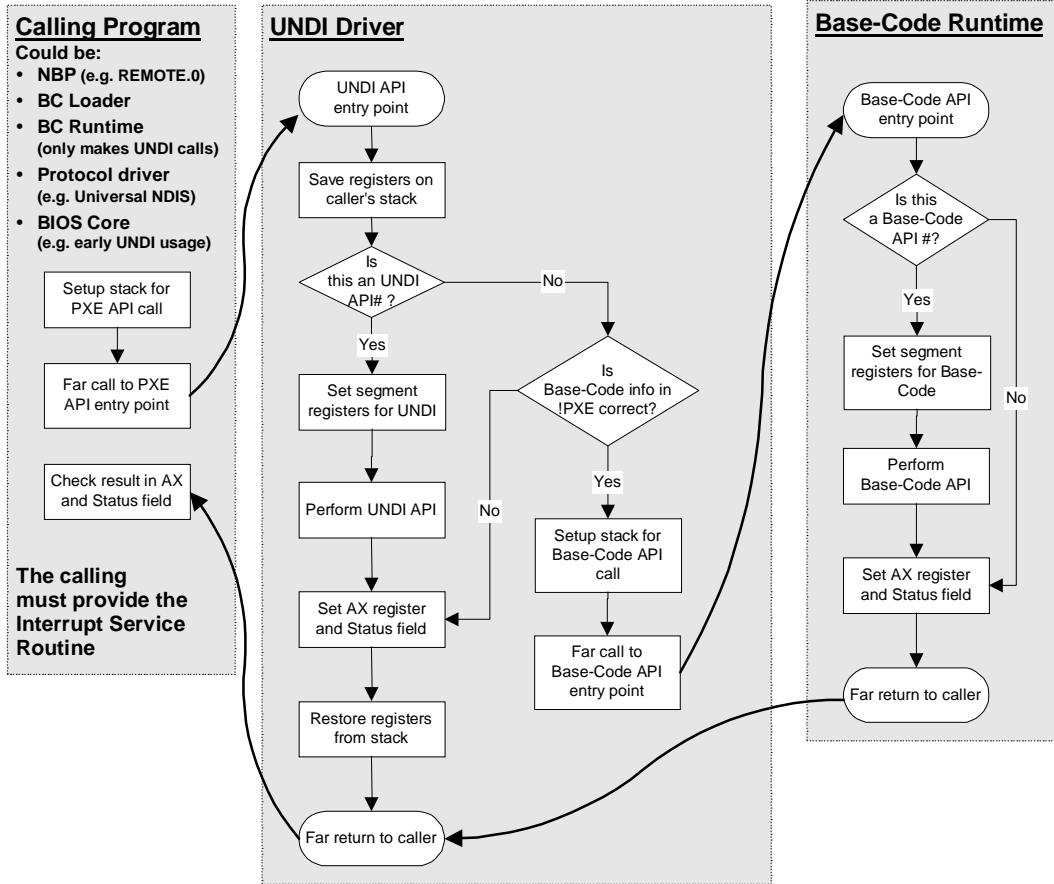 Calling Program
Could be:
• NBP (e.g. REMOTE.0)
• BC Loader
• BC Runtime
(only makes UNDI calls)
• Protocol driver
(e.g. Universal NDIS)
• BIOS Core
(e.g. early UNDI usage)
Setup stack for
PXE API call
Far call to PXE
API entry point
Check result in AX
and Status field
The calling
must provide the
Interrupt Service
Routine
UNDI Driver
UNDI API
entry point
Save registers on
caller's stack
Is
this an UNDI
API# ?
No
Yes
Set segment
registers for UNDI
Is
Base-Code info in
!PXE correct?
Perform UNDI API
No
Yes
Setup stack for
Base-Code API
call
Set AX register
and Status field
Far call to
Base-Code API
entry point
Restore registers
from stack
Far return to caller
Base-Code Runtime
Base-Code API
entry point
Is this
a Base-Code
API #?
Yes
Set segment
registers for Base-
Code
No
Perform
Base-Code API
Set AX register
and Status field
Far return to caller